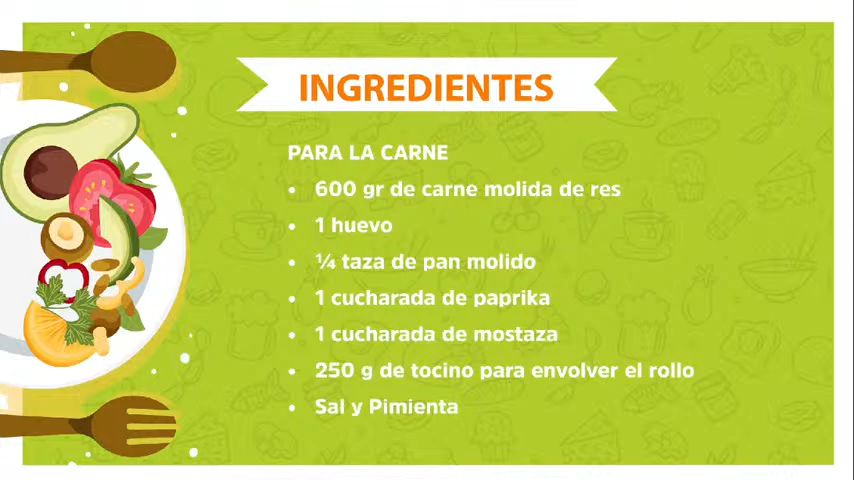 INGREDIENTES
PARA LA CARNE
• 600 gr de carne molida de res
• 1 huevo
• ¼ taza de pan molido
• 1 cucharada de paprika
• 1 cucharada de mostaza
• 250 g de tocino para envolver el rollo
• Sal y Pimienta